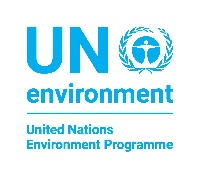 UN
environment
United Nations
Environment Programme